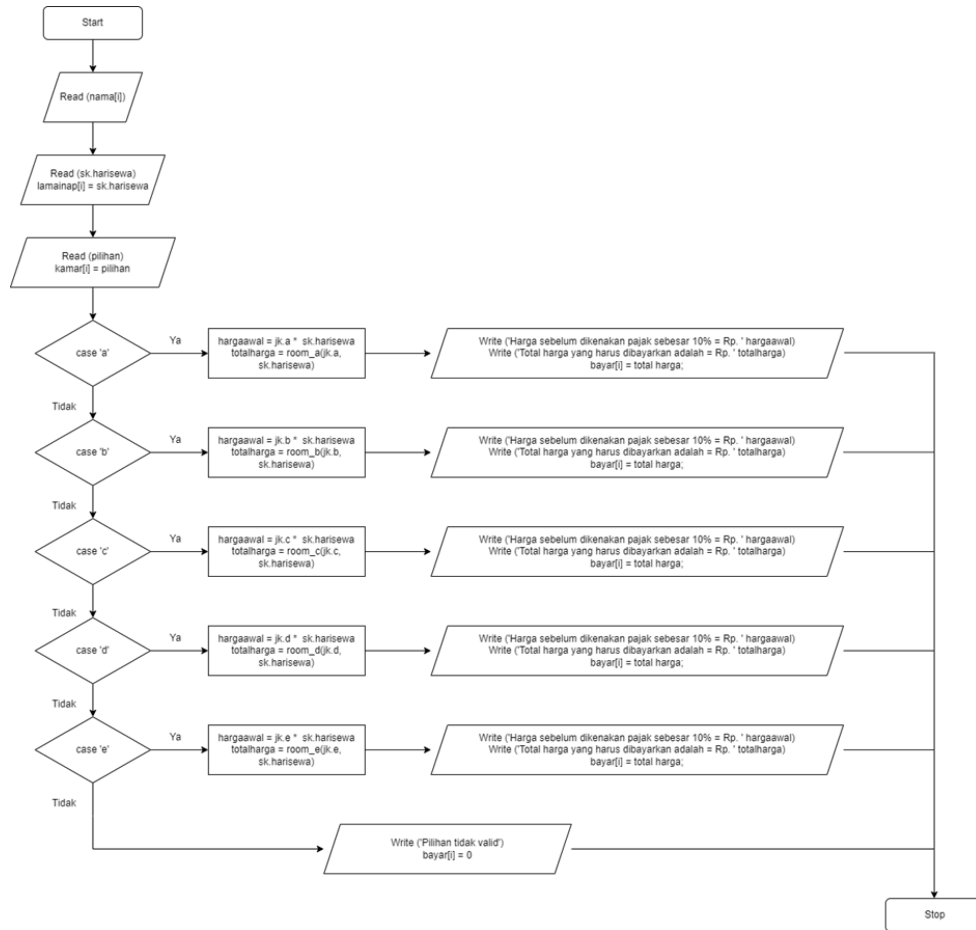 Start
Read (nama[i])
Read (sk.harisewa)
lamainap[i] = sk.harisewa
Read (pilihan)
kamar[i] = pilihan
case 'a'
Ya
hargaawal = jk.a * sk.harisewa
totalharga = room_a(jk.a,
sk.harisewa)
Write ('Harga sebelum dikenakan pajak sebesar 10% = Rp. ' hargaawal)
Write ('Total harga yang harus dibayarkan adalah = Rp. ' totalharga)
bayar[i] = total harga;
Tidak
case 'b'
Ya
hargaawal = jk.b * sk.harisewa
totalharga = room_b(jk.b,
sk.harisewa)
Write ('Harga sebelum dikenakan pajak sebesar 10% = Rp. ' hargaawal)
Write ('Total harga yang harus dibayarkan adalah = Rp. ' totalharga)
bayar[i] = total harga;
Tidak
case 'c'
Ya
hargaawal = jk.c * sk.harisewa
totalharga = room_c(jk.c,
sk.harisewa)
Write ('Harga sebelum dikenakan pajak sebesar 10% = Rp. ' hargaawal)
Write ('Total harga yang harus dibayarkan adalah = Rp. ' totalharga)
bayar[i] = total harga;
Tidak
case 'd'
Ya
hargaawal = jk.d * sk.harisewa
totalharga = room_d(jk.d,
sk.harisewa)
Write ('Harga sebelum dikenakan pajak sebesar 10% = Rp. ' hargaawal)
Write ('Total harga yang harus dibayarkan adalah = Rp. ' totalharga)
bayar[i] = total harga;
Tidak
case 'e'
Ya
hargaawal = jk.e * sk.harisewa
totalharga = room_e(jk.e,
sk.harisewa)
Write ('Harga sebelum dikenakan pajak sebesar 10% = Rp. ' hargaawal)
Write ('Total harga yang harus dibayarkan adalah = Rp. ' totalharga)
bayar[i] = total harga;
Tidak
Write ('Pilihan tidak valid')
bayar[i] = 0
Stop